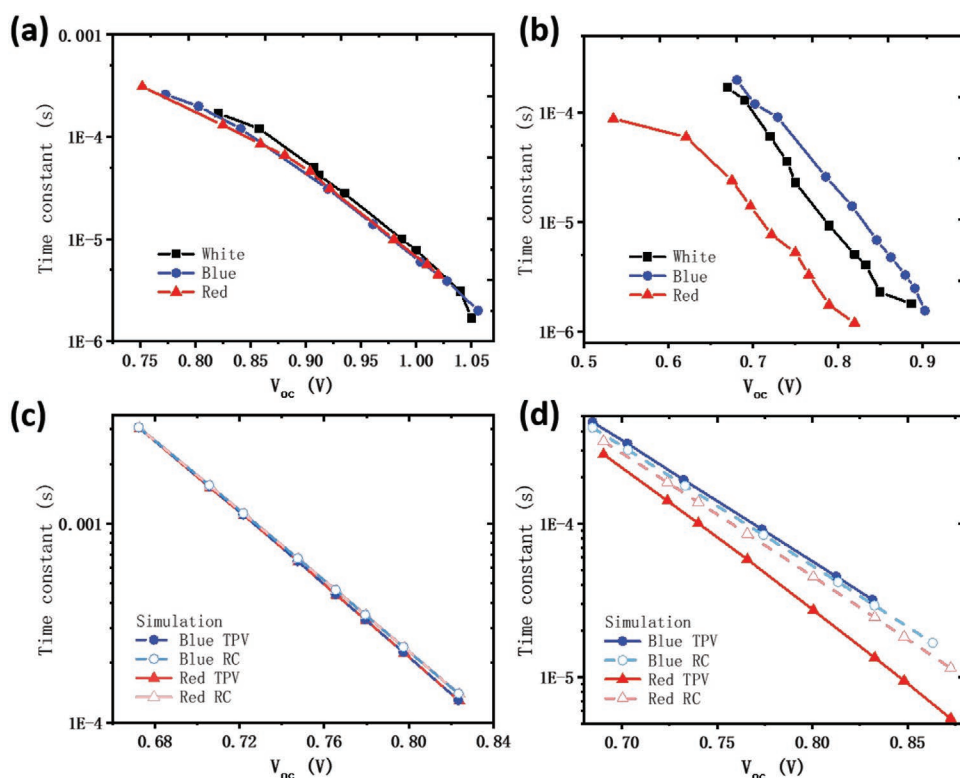 (a)
0.001
1E-4
1E-5
1E-6
Time constant (s)
White
Blue
Red
0.75 0.80 0.85 0.90 0.95 1.00 1.05
Voc (V)
(b)
1E-4
1E-5
1E-6
Time constant (s)
White
Blue
Red
0.5 0.6 0.7 0.8 0.9
Voc (V)
(c)
0.001
1E-4
Time constant (s)
Simulation
Blue TPV
Blue RC
Red TPV
Red RC
0.68 0.72 0.76 0.80 0.84
Voc (V)
(d)
1E-4
1E-5
Time constant (s)
Simulation
Blue TPV
Blue RC
Red TPV
Red RC
0.70 0.75 0.80 0.85
Voc (V)